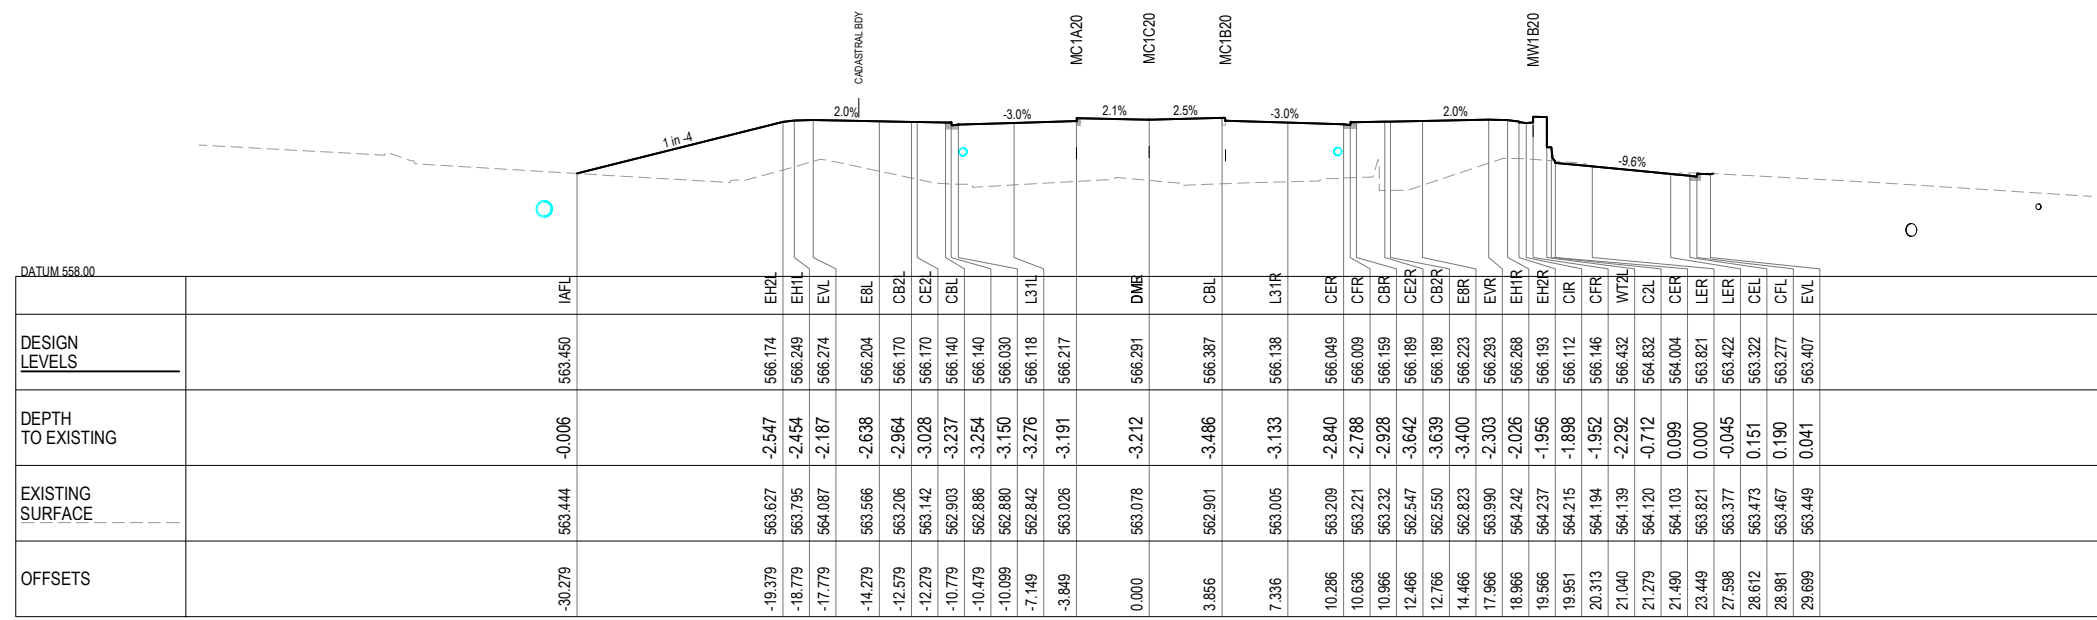 CADASTRAL BDY
MC1A20
MC1C20
MC1B20
MW1B20
1 in -4
2.0%
-3.0%
2.1%
2.5%
-3.0%
2.0%
-9.6%
DATUM 558.00
IAFL EH2L EH1L EVL E8L CB2L CE2L CBL L31L DMB CBL L31R CER CFR CBR CE2R CB2R E8R EVR EH1R EH2R CIR CFR WT2L C2L CER LER LER CEL CFL EVL
DESIGN
LEVELS
563.450 566.174 566.249 566.274 566.204 566.170 566.170 566.140 566.140 566.030 566.118 566.217 566.291 566.387 566.138 566.049 566.009 566.159 566.189 566.189 566.223 566.293 566.268 566.193 566.112 566.146 566.432 564.832 564.004 563.821 563.422 563.322 563.277 563.407
DEPTH
TO EXISTING
-0.006 -2.547 -2.454 -2.187 -2.638 -2.964 -3.028 -3.237 -3.254 -3.150 -3.276 -3.191 -3.212 -3.486 -3.133 -2.840 -2.788 -2.928 -3.642 -3.639 -3.400 -2.303 -2.026 -1.956 -1.898 -1.952 -2.292 -0.712 0.099 0.000 -0.045 0.151 0.190 0.041
EXISTING
SURFACE
563.444 563.627 563.795 564.087 563.566 563.206 563.142 562.903 562.886 562.880 562.842 563.026 563.078 562.901 563.005 563.209 563.221 563.232 562.547 562.550 562.823 563.990 564.242 564.237 564.215 564.194 564.139 564.120 564.103 563.821 563.377 563.473 563.467 563.449
OFFSETS
-30.279 -19.379 -18.779 -17.779 -14.279 -12.579 -12.279 -10.779 -10.479 -10.099 -7.149 -3.849 0.000 3.856 7.336 10.286 10.636 10.966 12.466 12.766 14.466 17.966 18.966 19.566 19.951 20.313 21.040 21.279 21.490 23.449 27.598 28.612 28.981 29.699